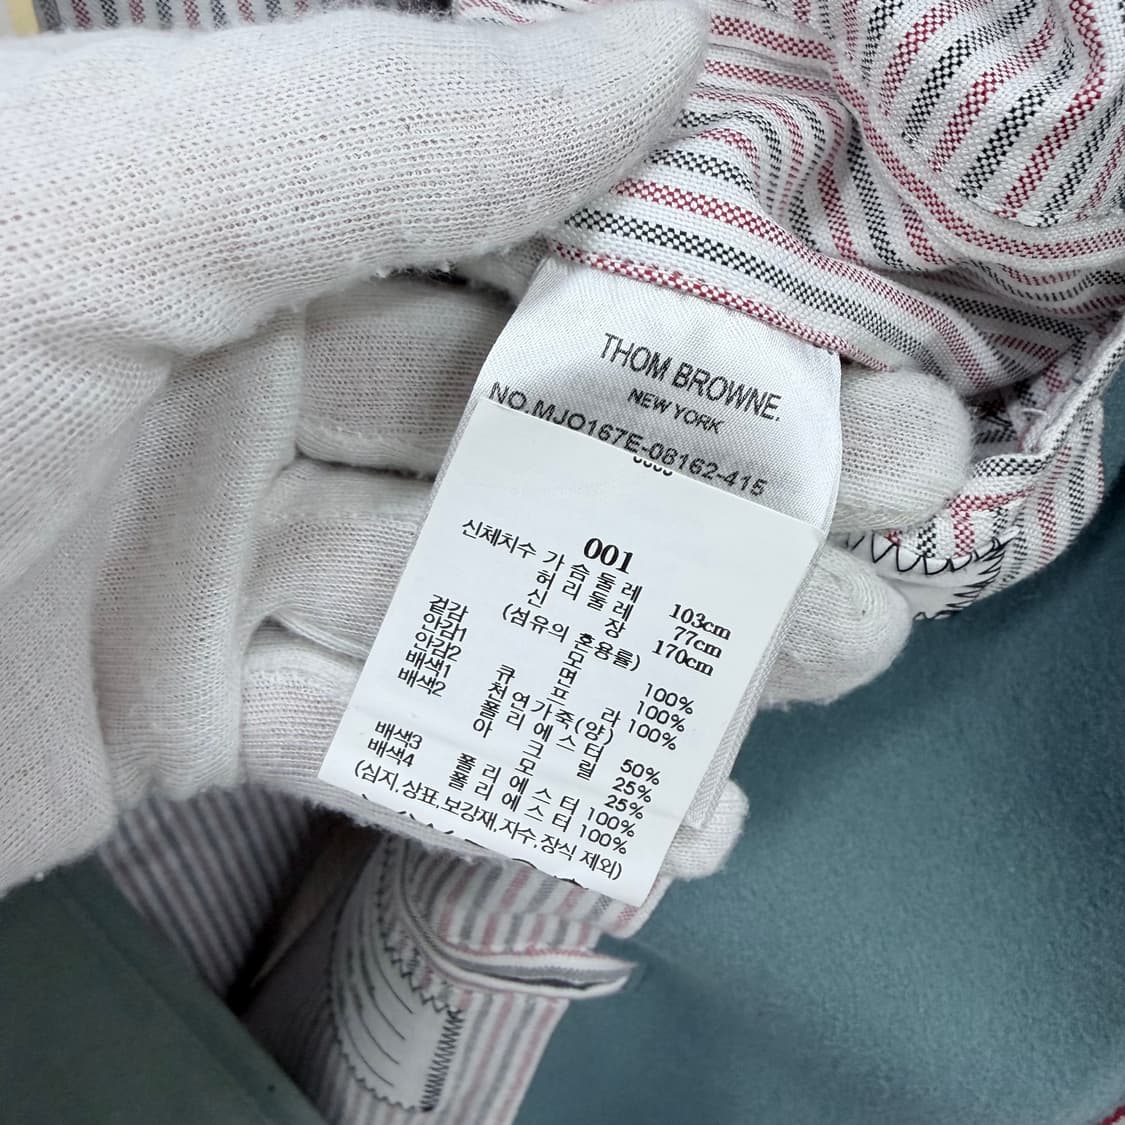 THOM BROWNE.
NEW YORK
NO.MJO167E-08162-415
001
신체치수 가 슴 둘 레 103cm
허 리 둘 레 77cm
신 장 170cm
(섬유의 혼용률)
겉감 모 100%
안감1 면 100%
안감2 큐 프 라 100%
배색1 천연가죽(양)
배색2 폴 리 에 스 터 50%
아 크 릴 25%
모 25%
배색3 폴 리 에 스 터 100%
배색4 폴 리 에 스 터 100%
(심지,상표,보강재,자수,장식 제외)